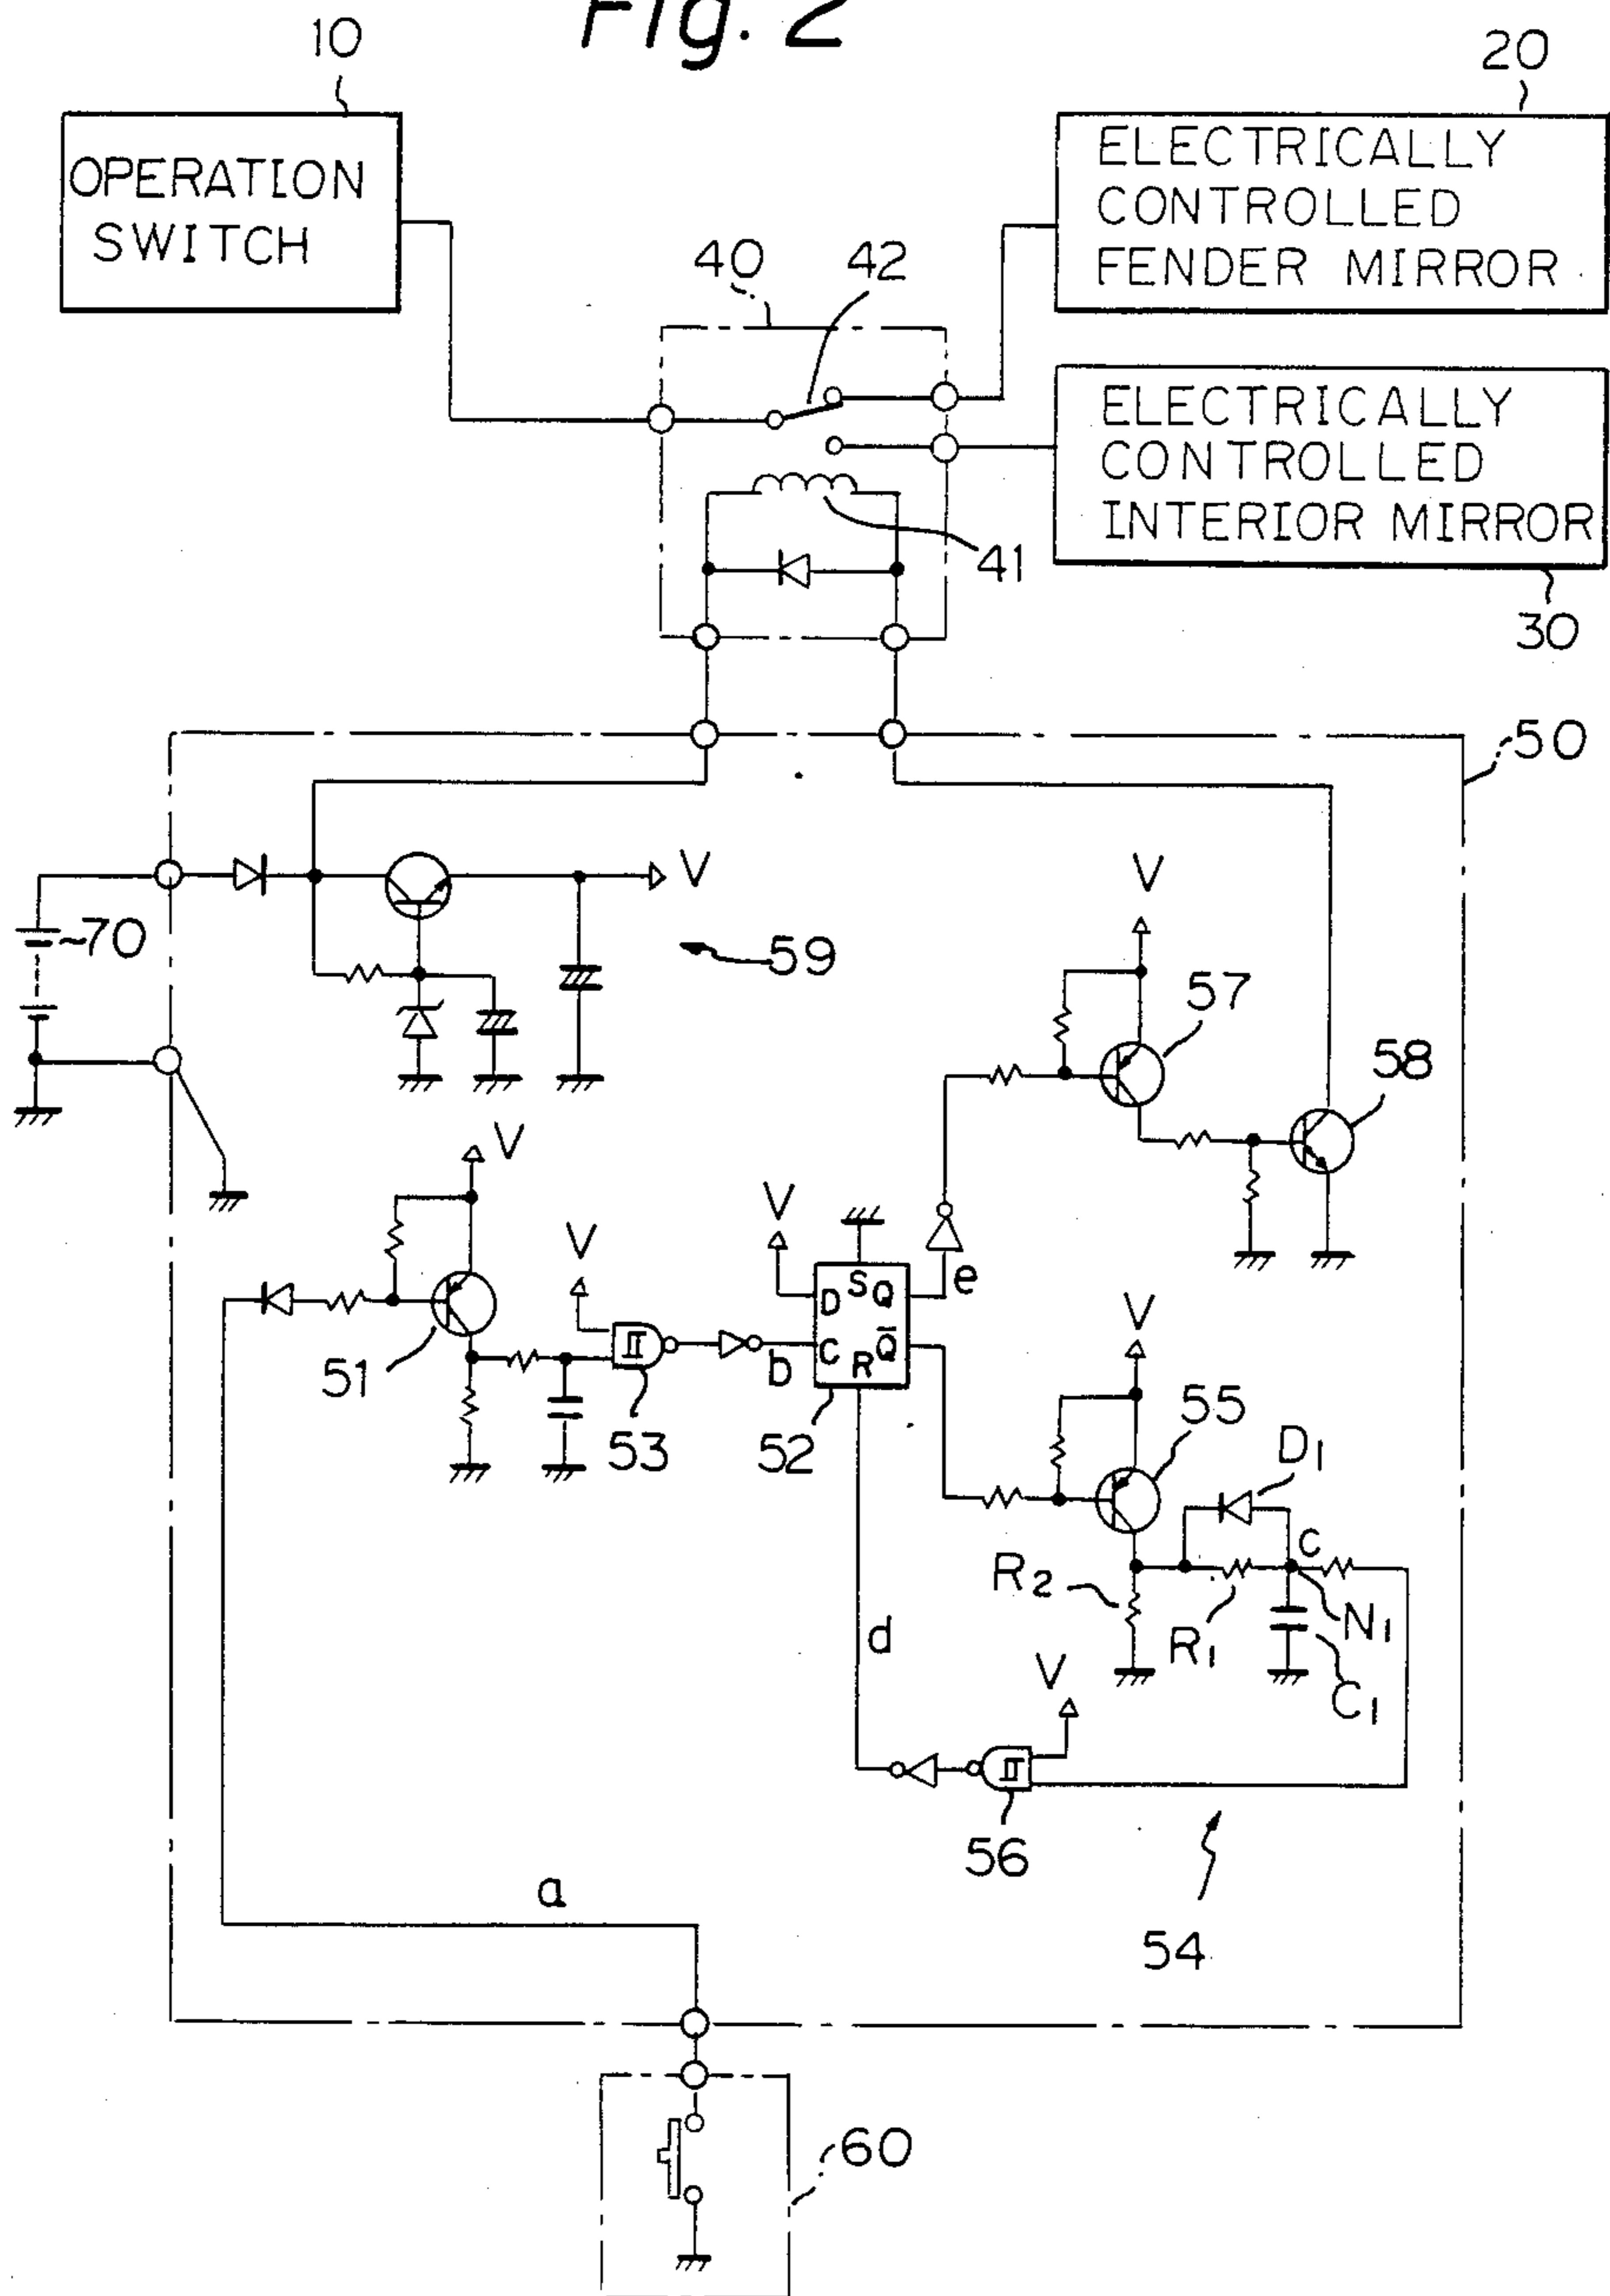 Fig. 2
10
20
OPERATION
SWITCH
ELECTRICALLY
CONTROLLED
FENDER MIRROR
40
42
ELECTRICALLY
CONTROLLED
INTERIOR MIRROR
41
30
50
V
70
59
V
57
58
V
V
V
S
Q
e
D
C
R
Q̅
b
51
53
52
V
55
D1
C
R2
R1
N1
C1
d
V
56
a
54
60